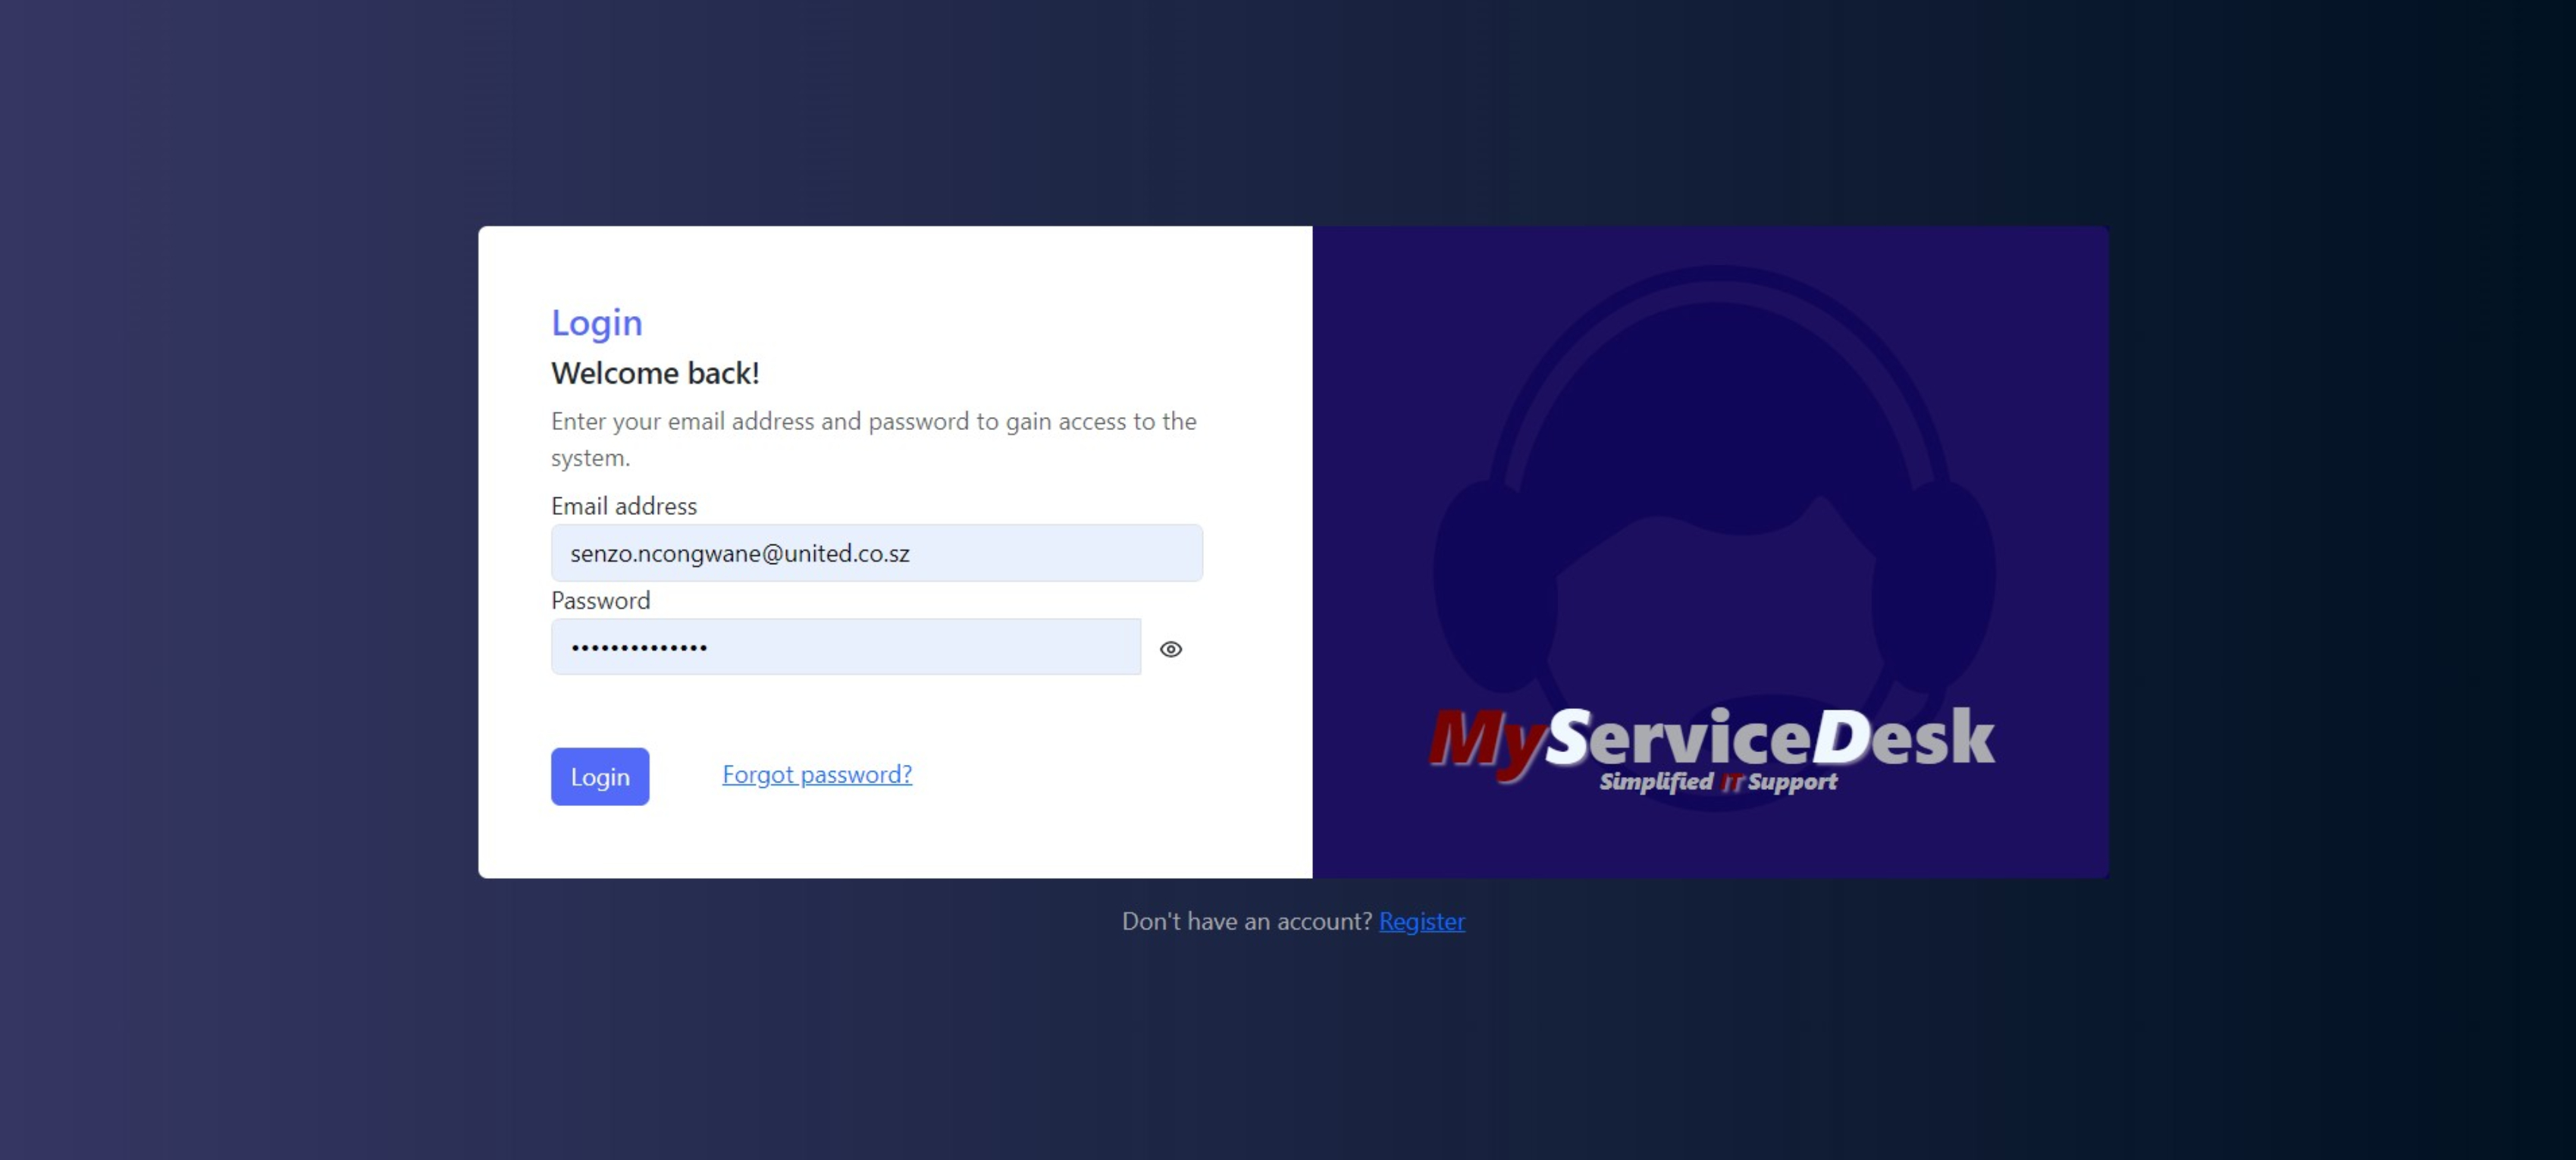 Login
Welcome back!
Enter your email address and password to gain access to the
system.
Email address
senzo.ncongwane@united.co.sz
Password
••••••••••••••
Login
Forgot password?
MyServiceDesk
Simplified IT Support
Don't have an account? Register